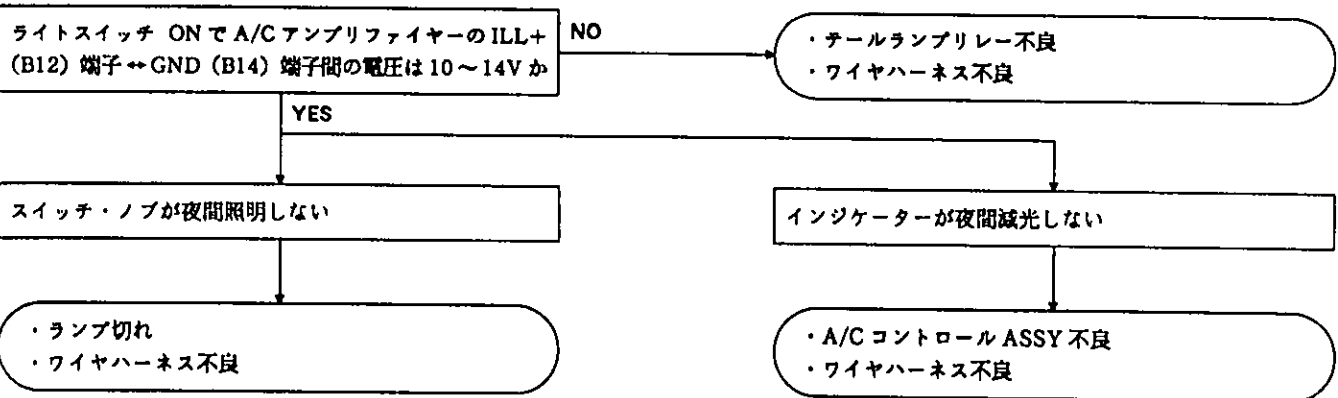 ライトスイッチ ON で A/C アンプリファイヤーの ILL+
(B12) 端子↔GND (B14) 端子間の電圧は 10～14V か
NO
・テールランプリレー不良
・ワイヤハーネス不良
YES
スイッチ・ノブが夜間照明しない
インジケーターが夜間減光しない
・ランプ切れ
・ワイヤハーネス不良
・A/C コントロール ASSY 不良
・ワイヤハーネス不良